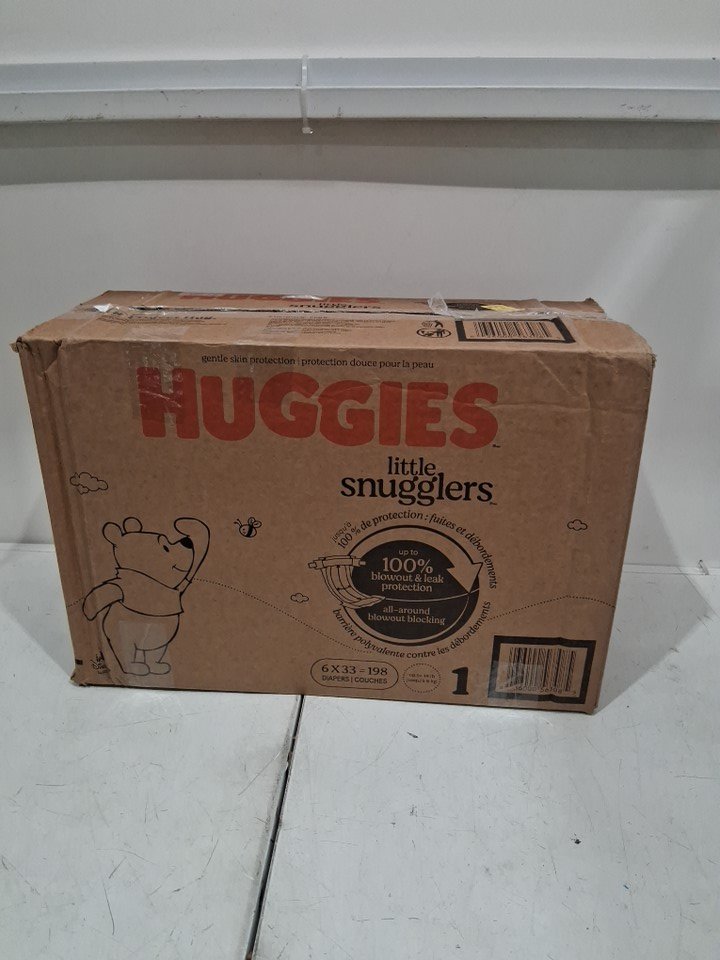 HUGGIES
little
snugglers
gentle skin protection | protection douce pour la peau
HUGGIES
little
snugglers
jusqu'à
100 % de protection : fuites et débordements
up to
100%
blowout & leak
protection
all-around
blowout blocking
barrière polyvalente contre les débordements
6 X 33 = 198
DIAPERS | COUCHES
1